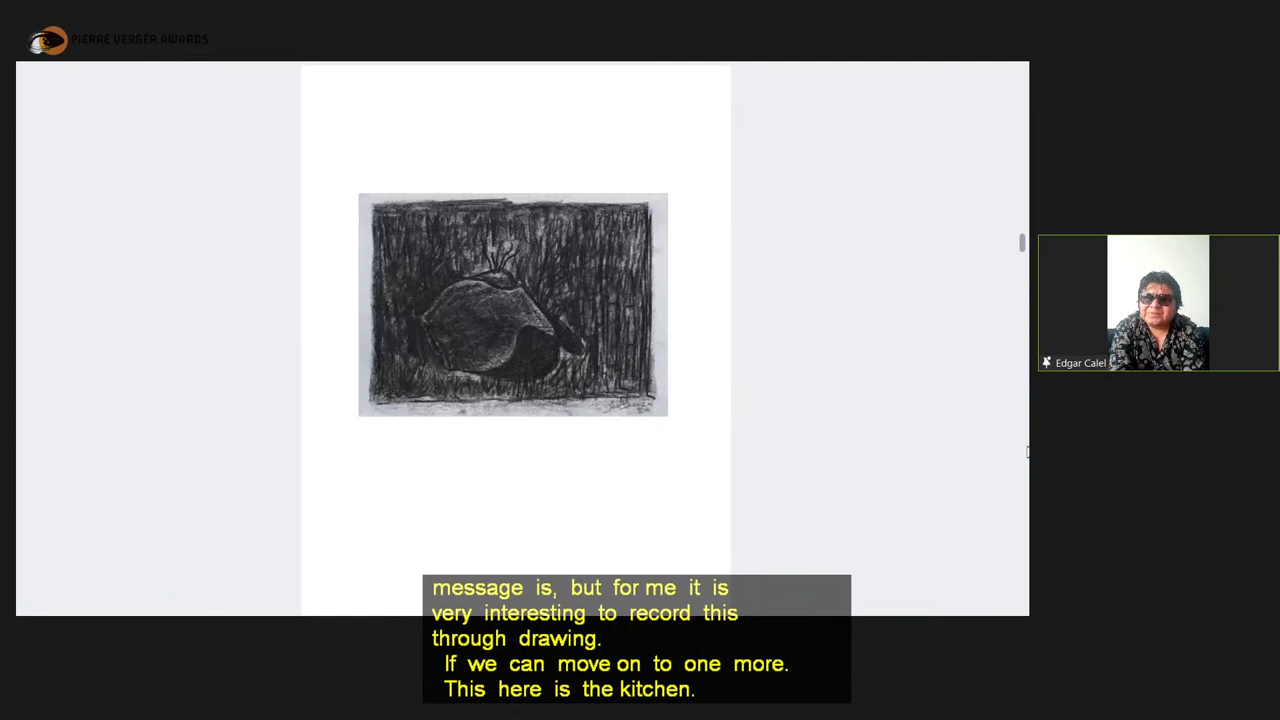 PIERRE VERGER AWARDS
Edgar Calel
message is, but for me it is
very interesting to record this
through drawing.
If we can move on to one more.
This here is the kitchen.